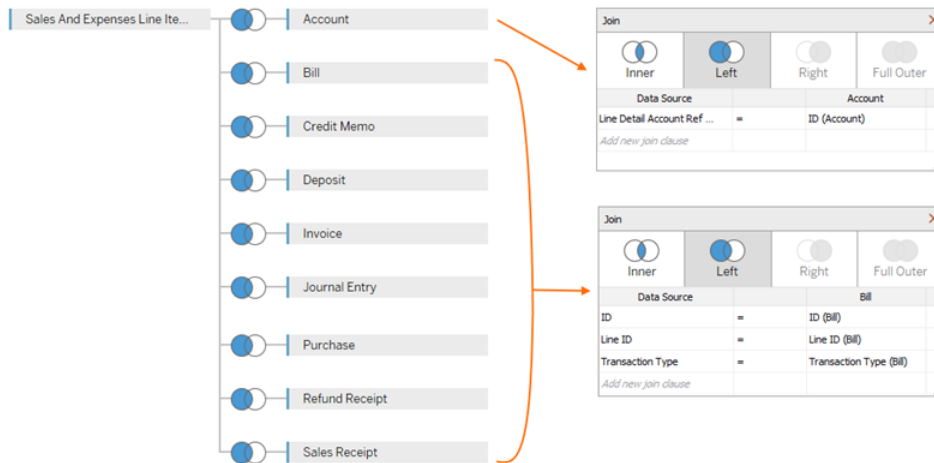 Sales And Expenses Line Ite...
Account
Bill
Credit Memo
Deposit
Invoice
Journal Entry
Purchase
Refund Receipt
Sales Receipt
Join
Inner Left Right Full Outer
Data Source Account
Line Detail Account Ref ... = ID (Account)
Add new join clause
Join
Inner Left Right Full Outer
Data Source Bill
ID = ID (Bill)
Line ID = Line ID (Bill)
Transaction Type = Transaction Type (Bill)
Add new join clause